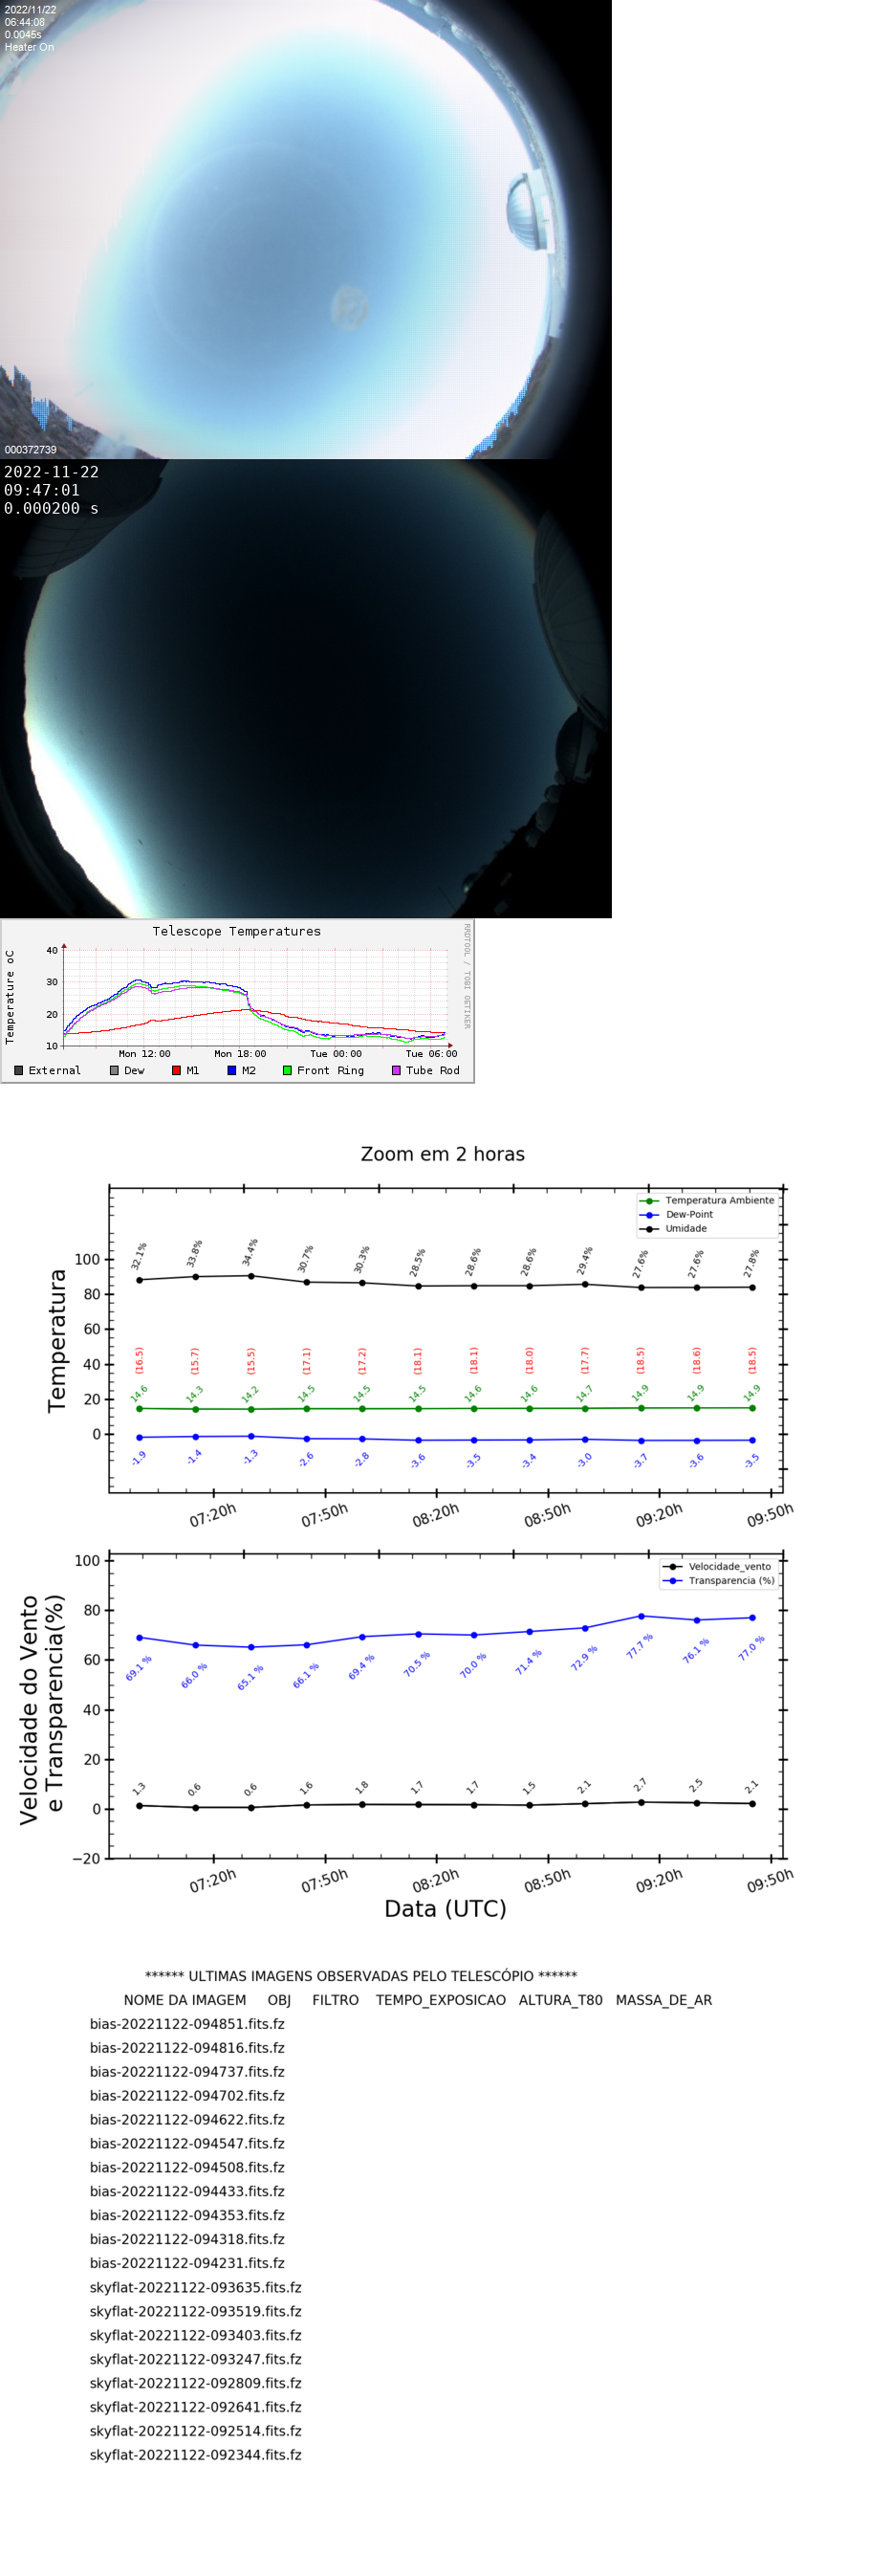 2022/11/22
06:44:08
0.0045s
Heater On
000372739
2022-11-22
09:47:01
0.000200 s
Telescope Temperatures
RRDTOOL / TOBI OETIKER
Temperature oC
40
30
20
10
Mon 12:00 Mon 18:00 Tue 00:00 Tue 06:00
External Dew M1 M2 Front Ring Tube Rod
Zoom em 2 horas
Temperatura Ambiente
Dew-Point
Umidade
Temperatura
100
80
60
40
20
0
32.1% 33.8% 34.4% 30.7% 30.3% 28.5% 28.6% 28.6% 29.4% 27.6% 27.6% 27.8%
(16.5) (15.7) (15.5) (17.1) (17.2) (18.1) (18.1) (18.0) (17.7) (18.5) (18.6) (18.5)
14.6 14.3 14.2 14.5 14.5 14.5 14.6 14.6 14.7 14.9 14.9 14.9
-1.9 -1.4 -1.3 -2.6 -2.8 -3.6 -3.5 -3.4 -3.0 -3.7 -3.6 -3.5
07:20h 07:50h 08:20h 08:50h 09:20h 09:50h
Velocidade_vento
Transparencia (%)
Velocidade do Vento
e Transparencia(%)
100
80
60
40
20
0
−20
69.1 % 66.0 % 65.1 % 66.1 % 69.4 % 70.5 % 70.0 % 71.4 % 72.9 % 77.7 % 76.1 % 77.0 %
1.3 0.6 0.6 1.6 1.8 1.7 1.7 1.5 2.1 2.7 2.5 2.1
07:20h 07:50h 08:20h 08:50h 09:20h 09:50h
Data (UTC)
****** ULTIMAS IMAGENS OBSERVADAS PELO TELESCÓPIO ******
NOME DA IMAGEM OBJ FILTRO TEMPO_EXPOSICAO ALTURA_T80 MASSA_DE_AR
bias-20221122-094851.fits.fz
bias-20221122-094816.fits.fz
bias-20221122-094737.fits.fz
bias-20221122-094702.fits.fz
bias-20221122-094622.fits.fz
bias-20221122-094547.fits.fz
bias-20221122-094508.fits.fz
bias-20221122-094433.fits.fz
bias-20221122-094353.fits.fz
bias-20221122-094318.fits.fz
bias-20221122-094231.fits.fz
skyflat-20221122-093635.fits.fz
skyflat-20221122-093519.fits.fz
skyflat-20221122-093403.fits.fz
skyflat-20221122-093247.fits.fz
skyflat-20221122-092809.fits.fz
skyflat-20221122-092641.fits.fz
skyflat-20221122-092514.fits.fz
skyflat-20221122-092344.fits.fz